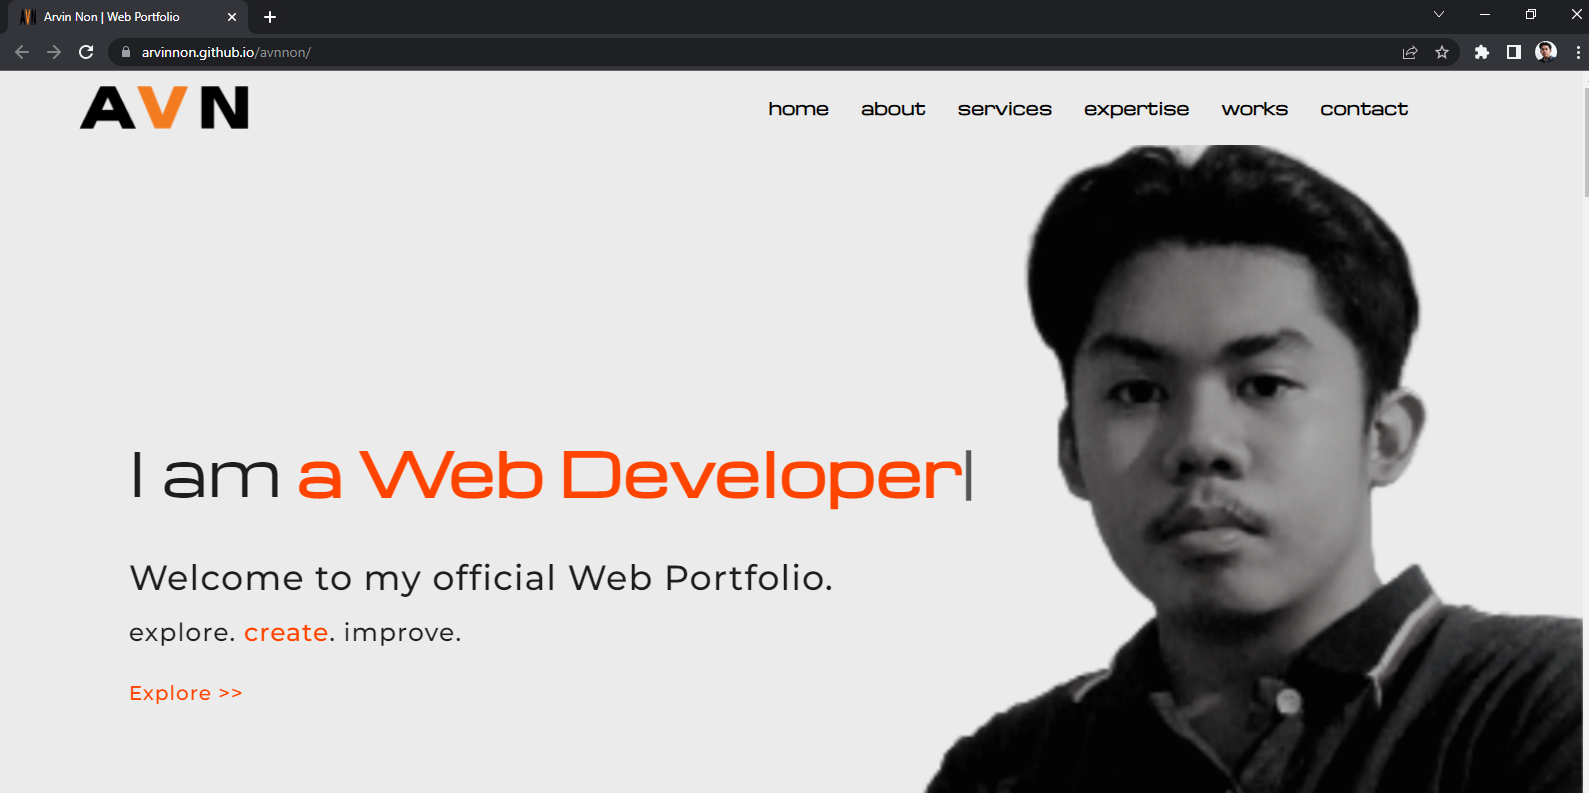 Arvin Non | Web Portfolio
arvinnon.github.io/avnnon/
AVN
home about services expertise works contact
I am a Web Developer|
Welcome to my official Web Portfolio.
explore. create. improve.
Explore >>